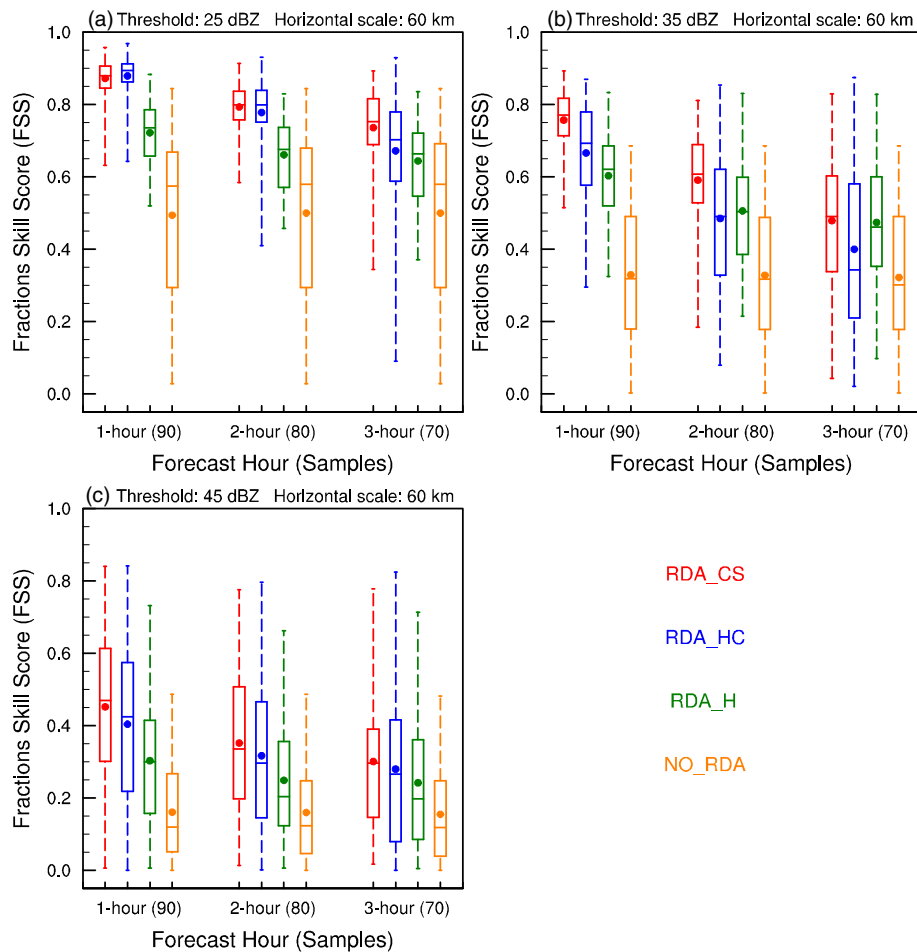 (a) Threshold: 25 dBZ Horizontal scale: 60 km
1.0
0.8
0.6
0.4
0.2
0.0
Fractions Skill Score (FSS)
1-hour (90) 2-hour (80) 3-hour (70)
Forecast Hour (Samples)
(b) Threshold: 35 dBZ Horizontal scale: 60 km
1.0
0.8
0.6
0.4
0.2
0.0
Fractions Skill Score (FSS)
1-hour (90) 2-hour (80) 3-hour (70)
Forecast Hour (Samples)
(c) Threshold: 45 dBZ Horizontal scale: 60 km
1.0
0.8
0.6
0.4
0.2
0.0
Fractions Skill Score (FSS)
1-hour (90) 2-hour (80) 3-hour (70)
Forecast Hour (Samples)
RDA_CS
RDA_HC
RDA_H
NO_RDA